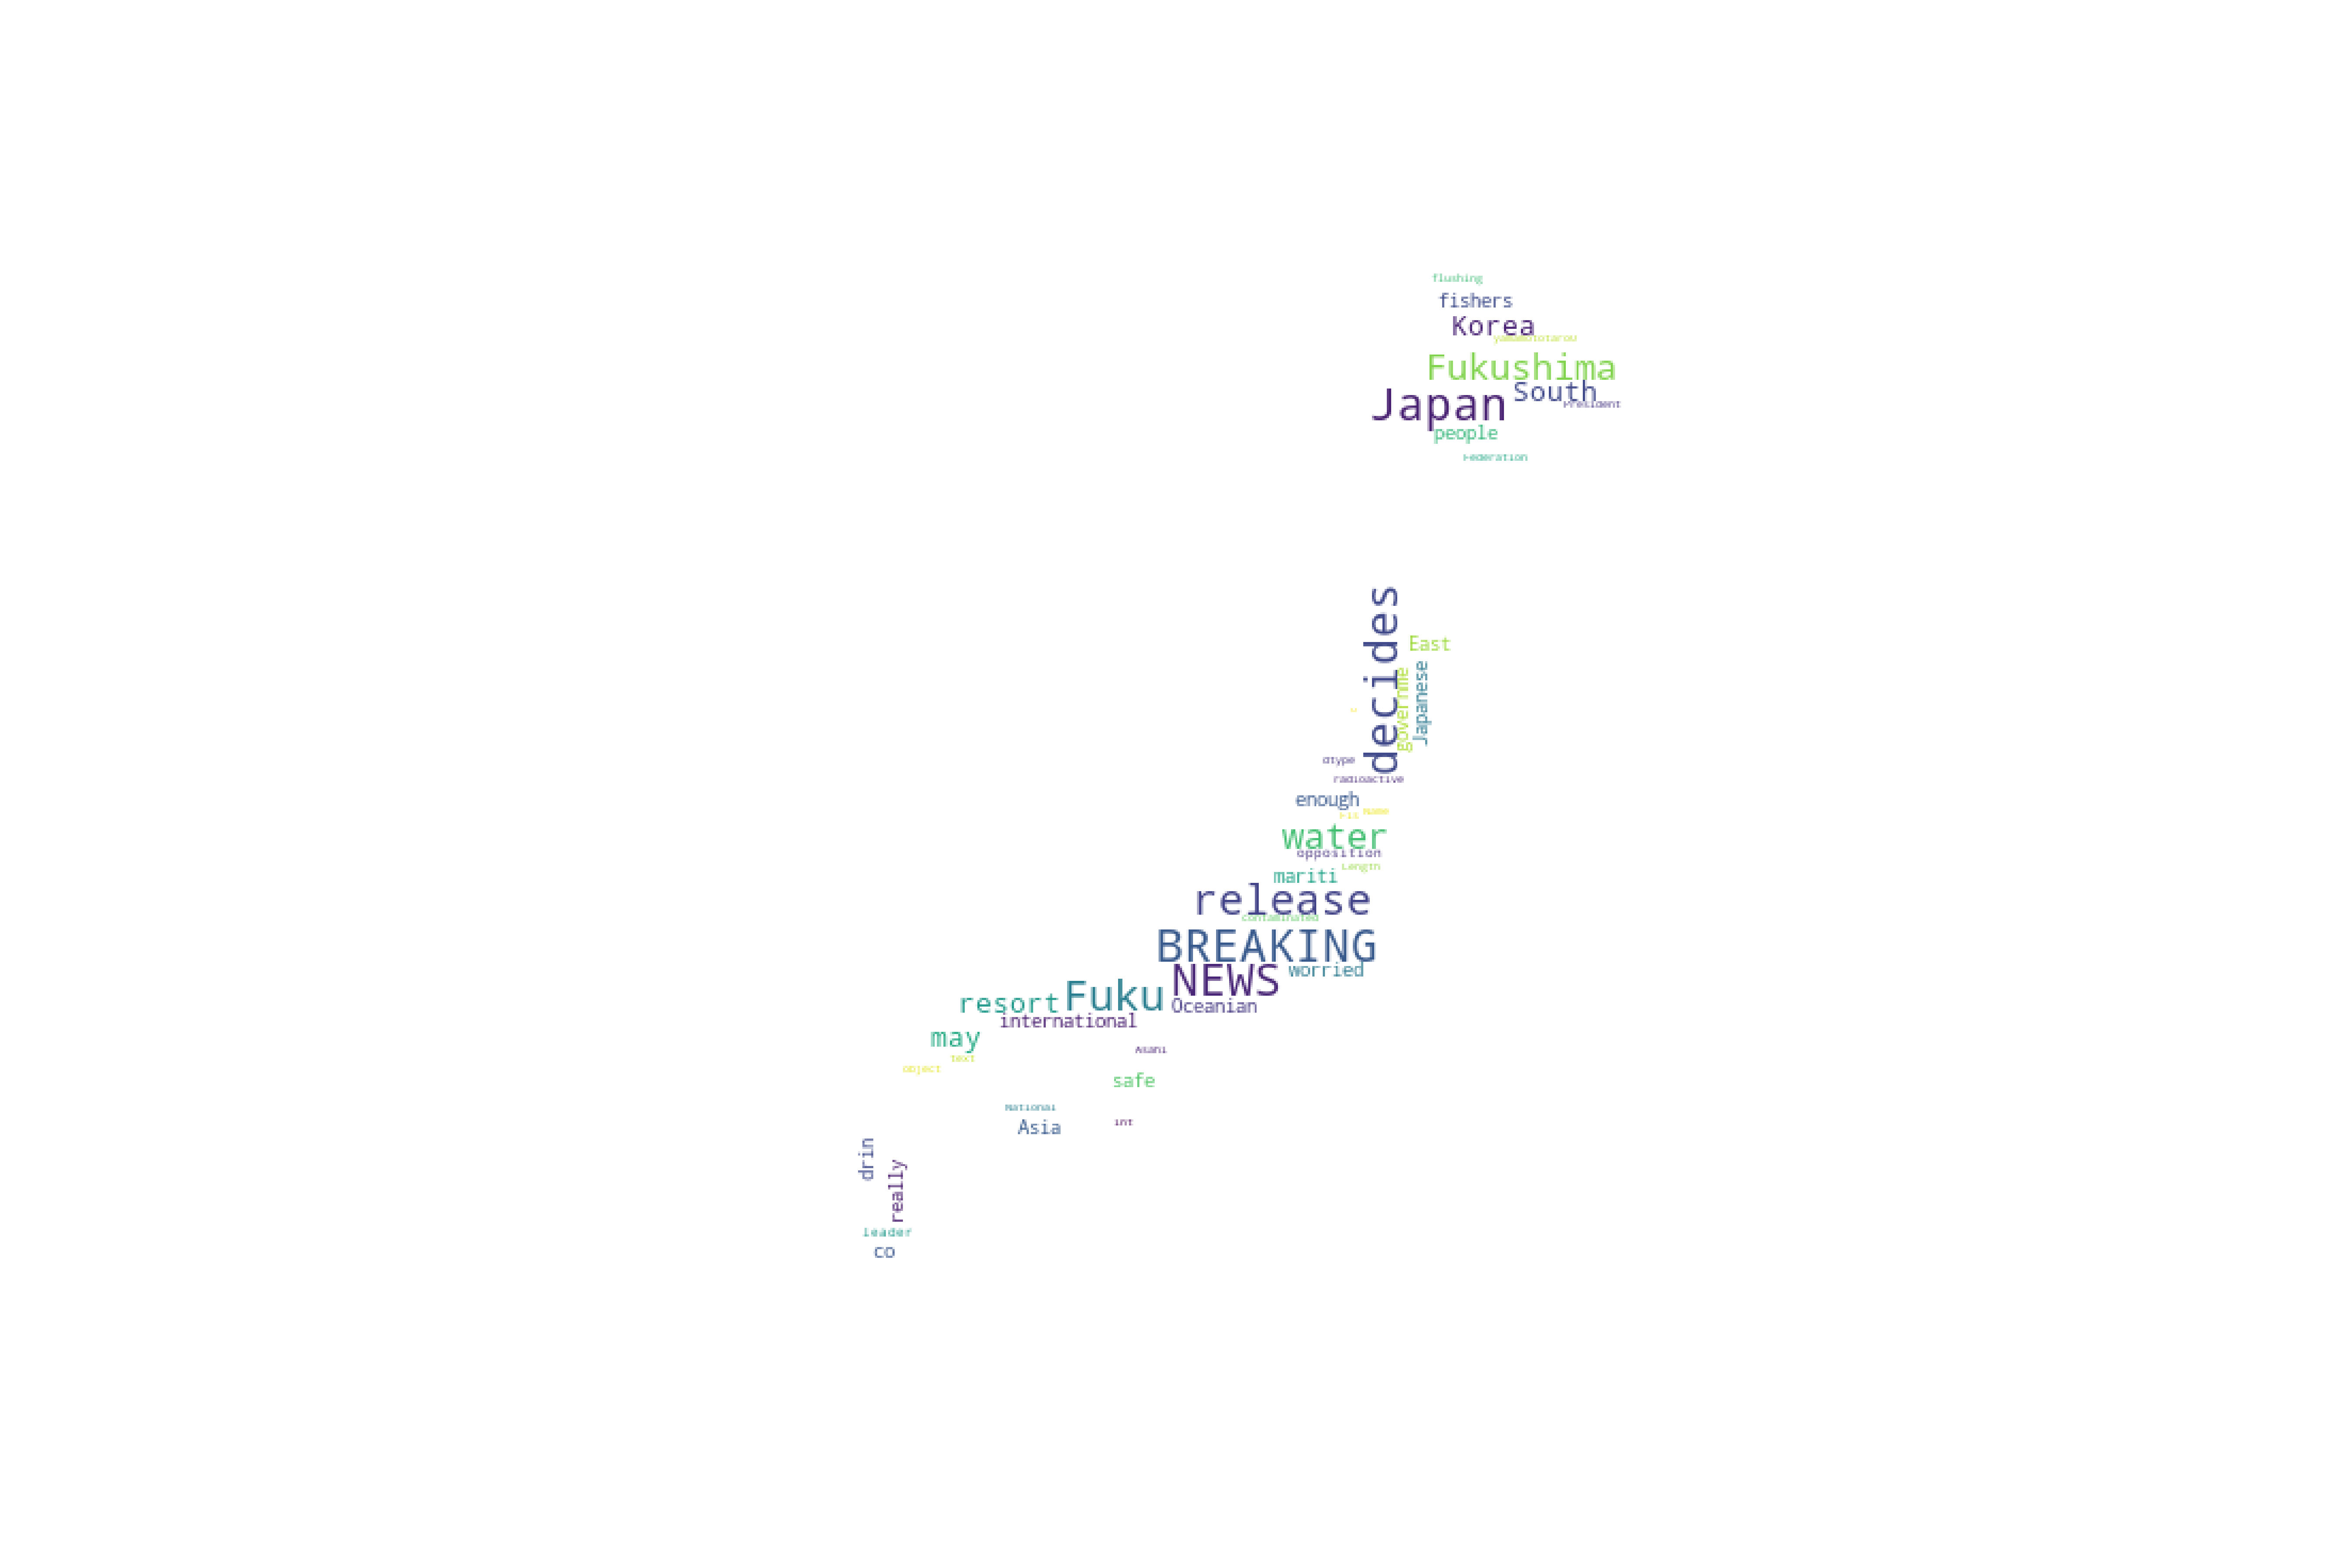 flushing
fishers
Korea
yamamototaro0
Fukushima
South
Japan
President
people
Federation
decides
East
governme
Japanese
dtype
radioactive
enough
Name
Fis
water
opposition
Length
mariti
release
contaminated
BREAKING
NEWS
worried
Fuku
resort
Oceanian
international
may
Asahi
text
object
safe
National
int
Asia
drin
really
leader
co